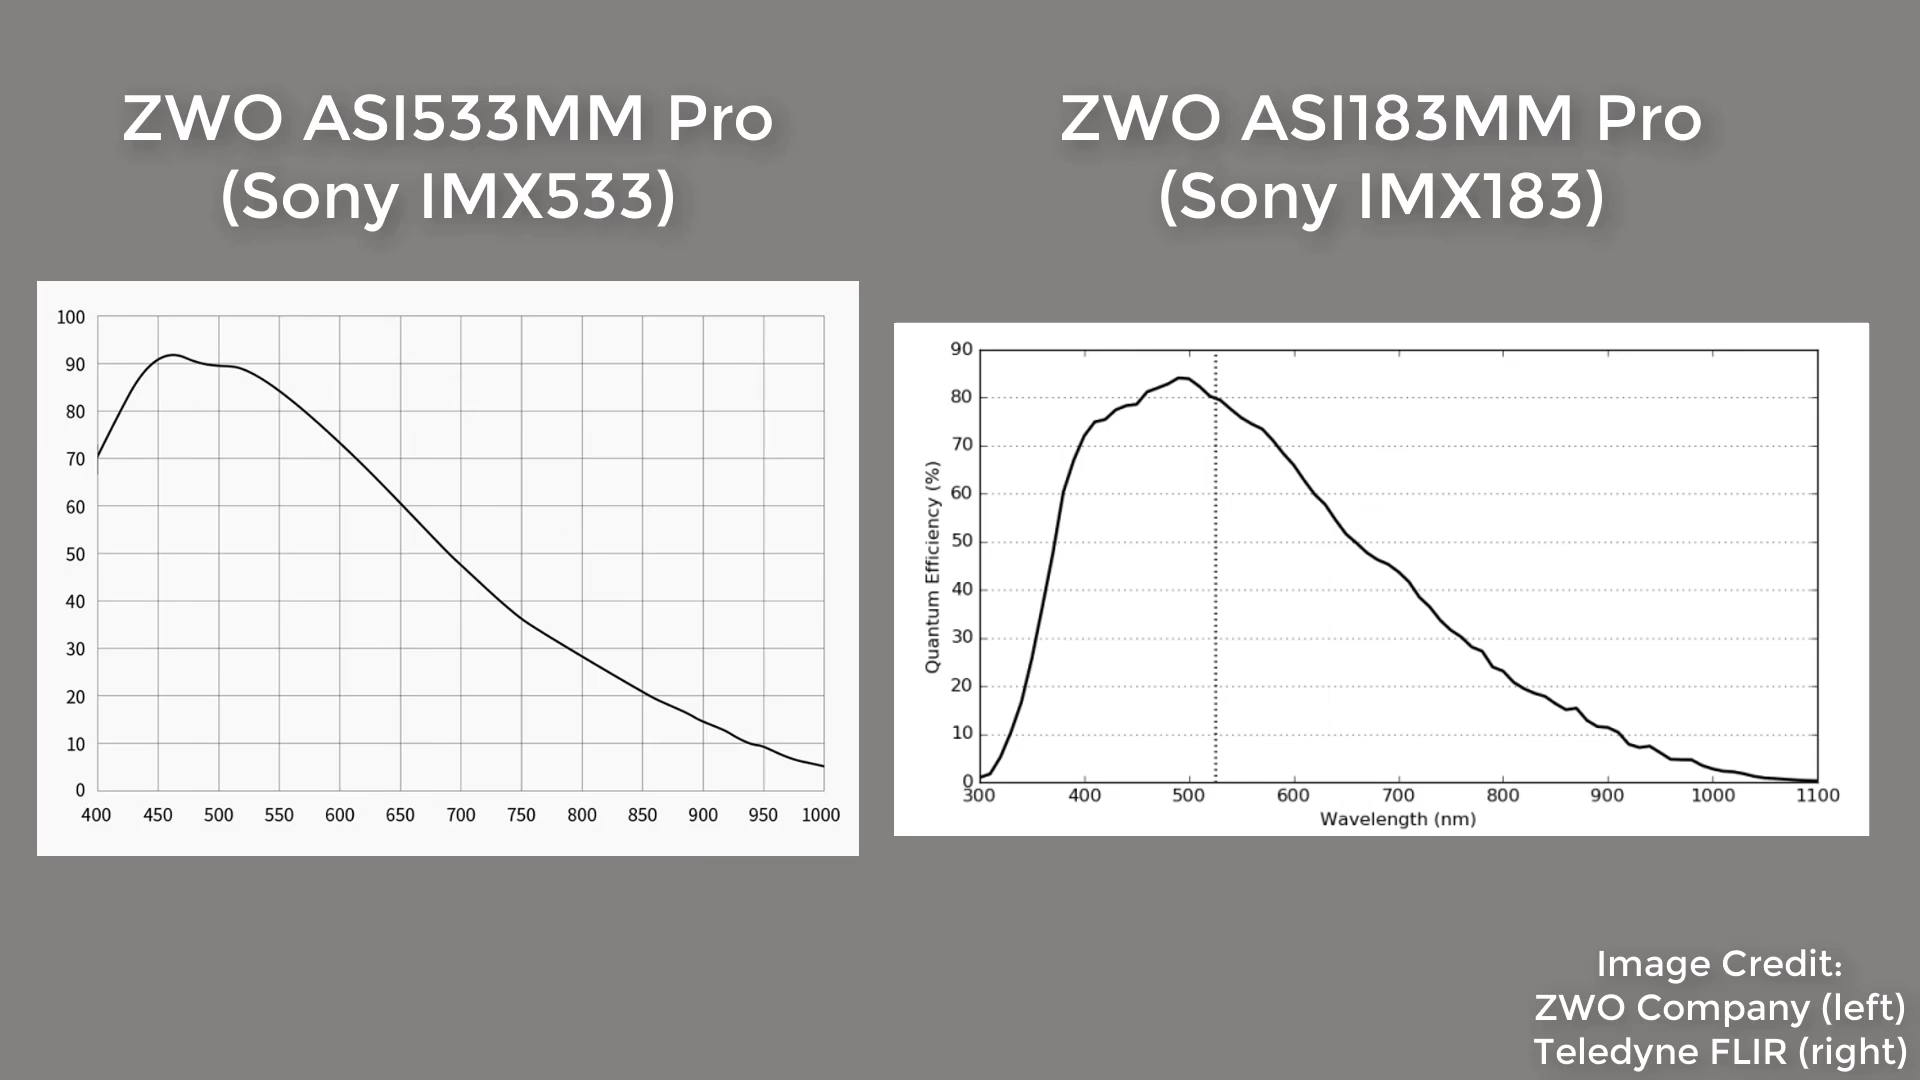 ZWO ASI533MM Pro
(Sony IMX533)
ZWO ASI183MM Pro
(Sony IMX183)
100
90
80
70
60
50
40
30
20
10
0
400 450 500 550 600 650 700 750 800 850 900 950 1000
Quantum Efficiency (%)
90
80
70
60
50
40
30
20
10
0
300 400 500 600 700 800 900 1000 1100
Wavelength (nm)
Image Credit:
ZWO Company (left)
Teledyne FLIR (right)